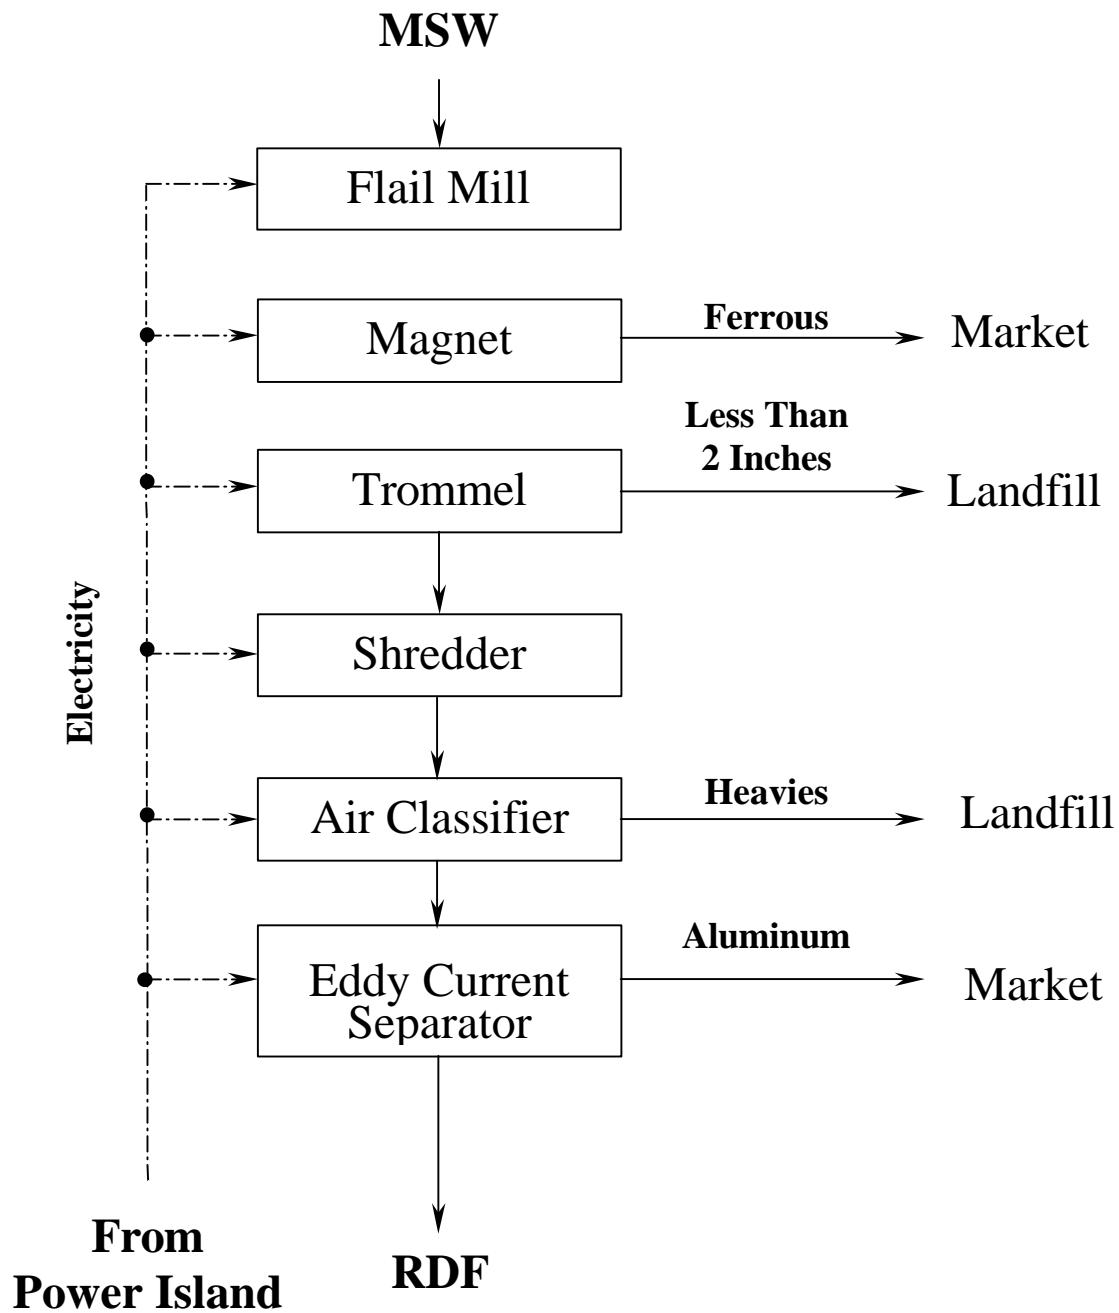 MSW
Flail Mill
Magnet
Ferrous
Market
Less Than
2 Inches
Trommel
Landfill
Electricity
Shredder
Air Classifier
Heavies
Landfill
Eddy Current
Separator
Aluminum
Market
From
Power Island
RDF